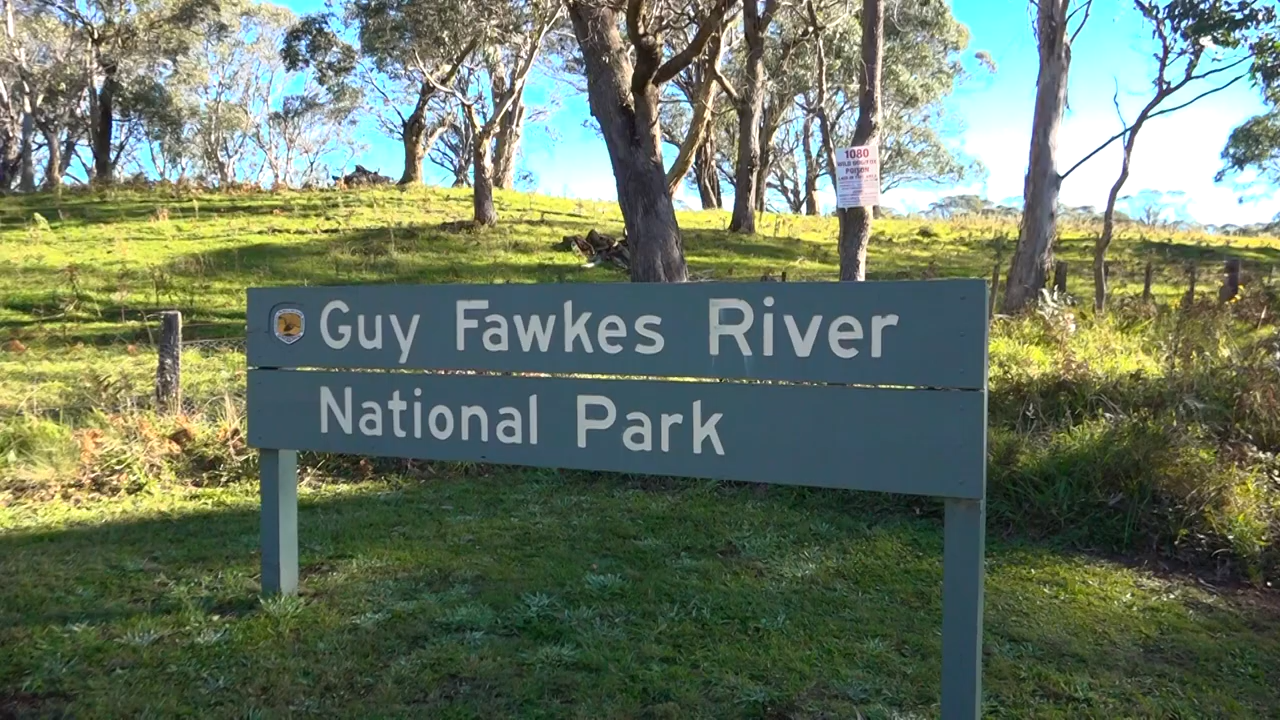 1080
WILD DOG/FOX
POISON
Guy Fawkes River
National Park